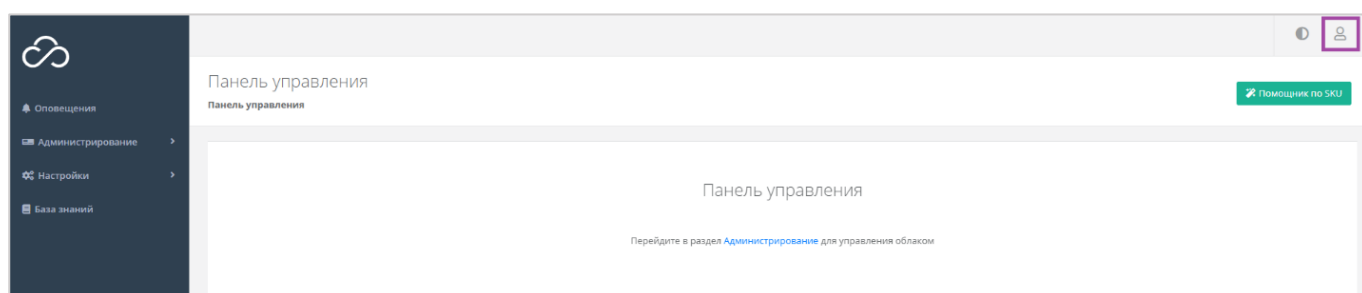 Панель управления
Панель управления
Помощник по SKU
Оповещения
Администрирование
Настройки
База знаний
Панель управления
Перейдите в раздел Администрирование для управления облаком